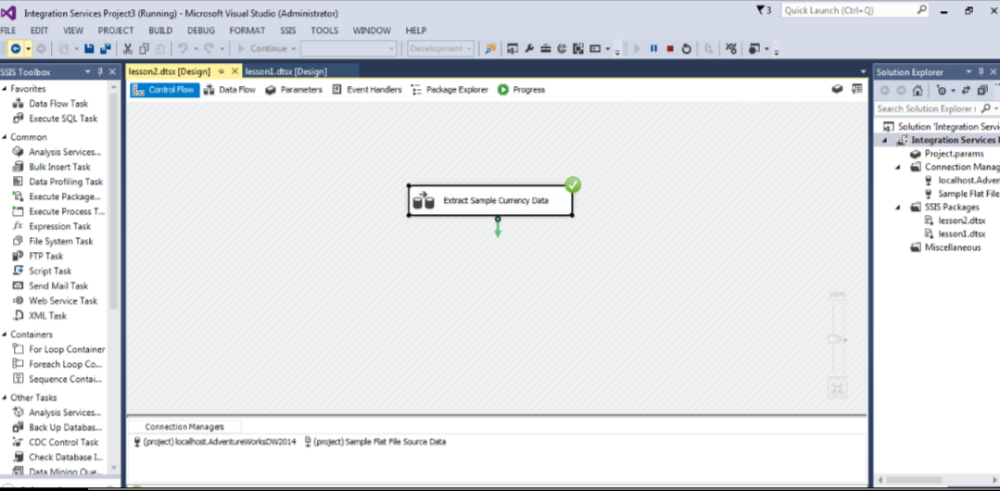 Integration Services Project3 (Running) - Microsoft Visual Studio (Administrator)
3
Quick Launch (Ctrl+Q)
FILE EDIT VIEW PROJECT BUILD DEBUG FORMAT SSIS TOOLS WINDOW HELP
Continue
Development
SSIS Toolbox
Favorites
Data Flow Task
Execute SQL Task
Common
Analysis Services...
Bulk Insert Task
Data Profiling Task
Execute Package...
Execute Process T...
fx Expression Task
File System Task
FTP Task
Script Task
Send Mail Task
Web Service Task
XML Task
Containers
For Loop Container
Foreach Loop Co...
Sequence Contai...
Other Tasks
Analysis Services...
Back Up Databas...
CDC Control Task
Check Database I...
Data Mining Que...
lesson2.dtsx [Design] lesson1.dtsx [Design]
Control Flow Data Flow Parameters Event Handlers Package Explorer Progress
Extract Sample Currency Data
100%
Connection Managers
(project) localhost.AdventureWorksDW2014 (project) Sample Flat File Source Data
Solution Explorer
Search Solution Explorer
Solution 'Integration Servi
Integration Services
Project.params
Connection Manag
localhost.Adven
Sample Flat File
SSIS Packages
lesson2.dtsx
lesson1.dtsx
Miscellaneous